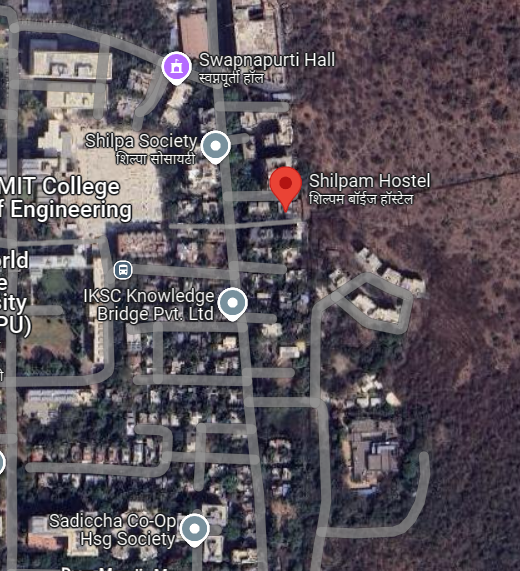 Swapnapurti Hall
स्वप्नपूर्ती हॉल
Shilpa Society
शिल्पा सोसायटी
Shilpam Hostel
शिल्पम बॉईज हॉस्टेल
MIT College
f Engineering
orld
e
sity
PU)
IKSC Knowledge
Bridge Pvt. Ltd
Sadiccha Co-Op
Hsg Society